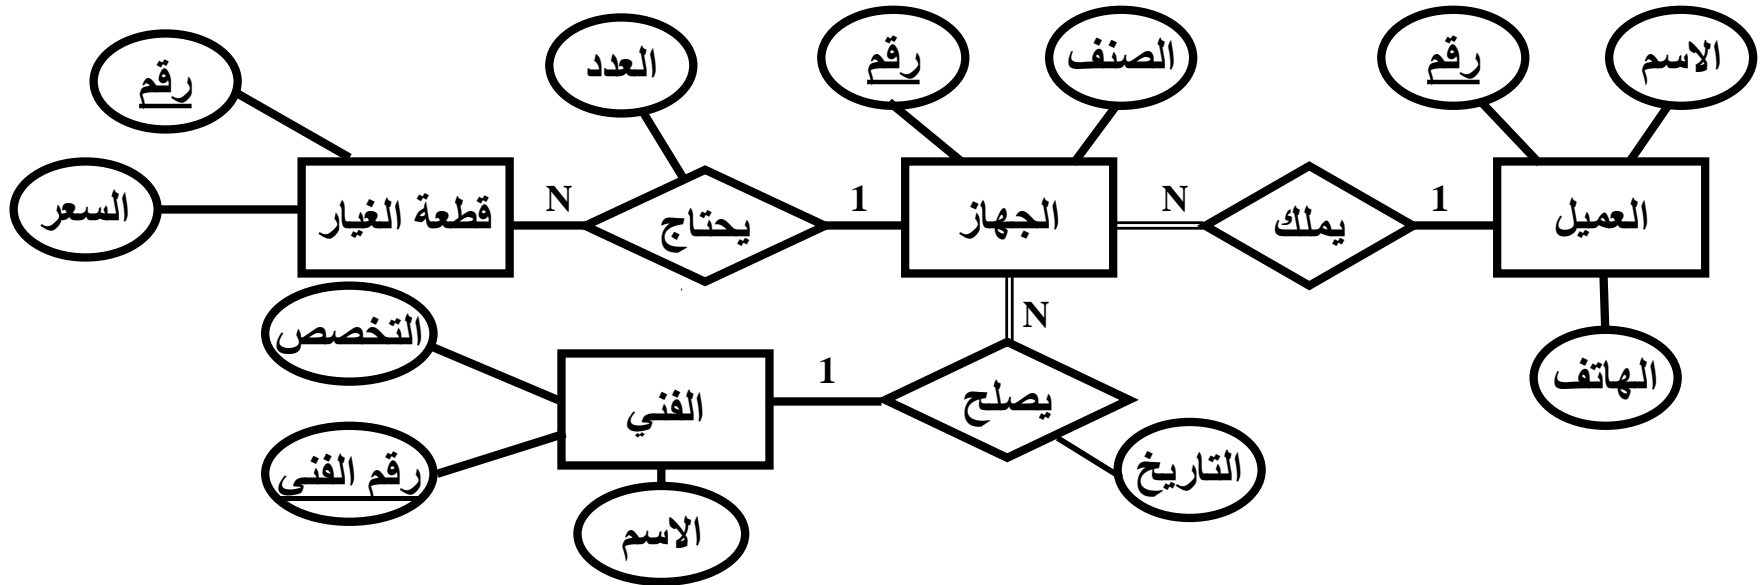 الاسم
رقم
الصنف
رقم
العدد
رقم
العميل
1
يملك
N
الجهاز
1
يحتاج
N
قطعة الغيار
السعر
الهاتف
N
يصلح
التاريخ
1
الفني
التخصص
رقم الفني
الاسم